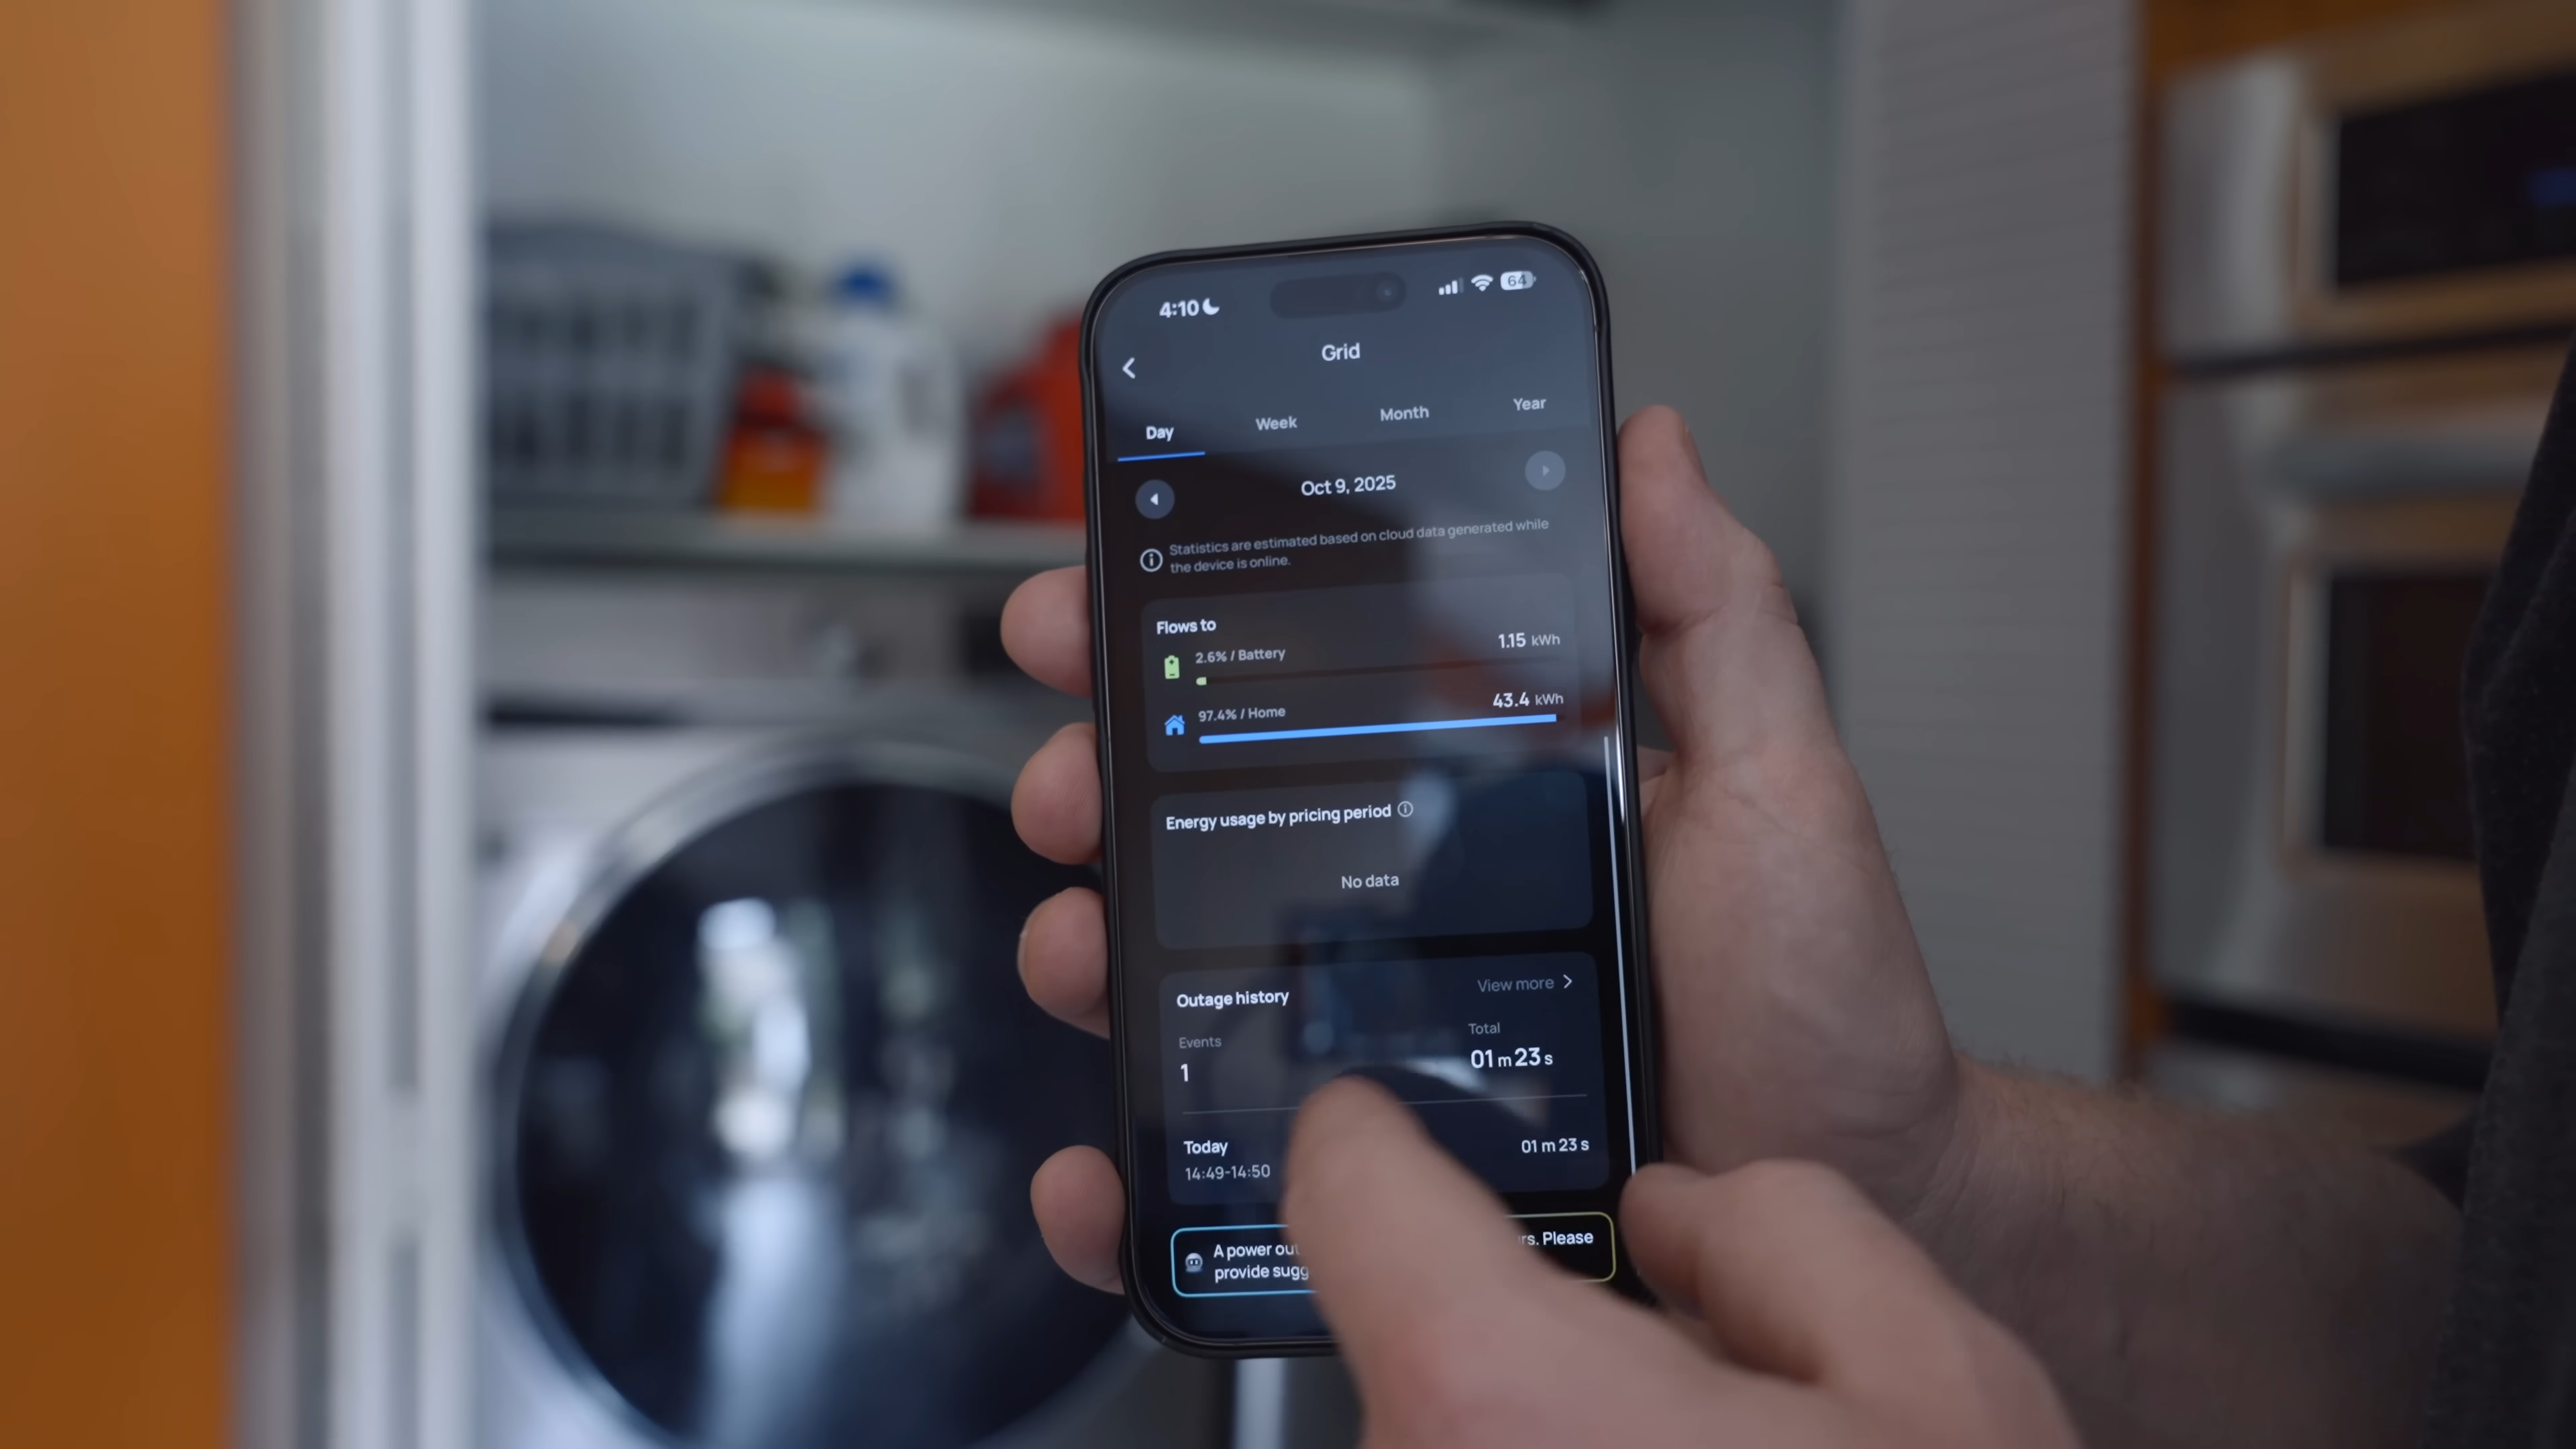 4:10
64
Grid
Day Week Month Year
Oct 9, 2025
Statistics are estimated based on cloud data generated while
the device is online.
Flows to
2.6% / Battery 1.15 kWh
97.4% / Home 43.4 kWh
Energy usage by pricing period
No data
Outage history View more
Events Total
1 01 m 23 s
Today 01 m 23 s
14:49-14:50
A power Please
provide